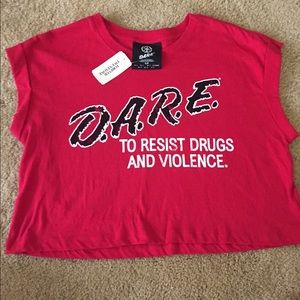 D.A.R.E.
TO RESIST DRUGS
AND VIOLENCE.